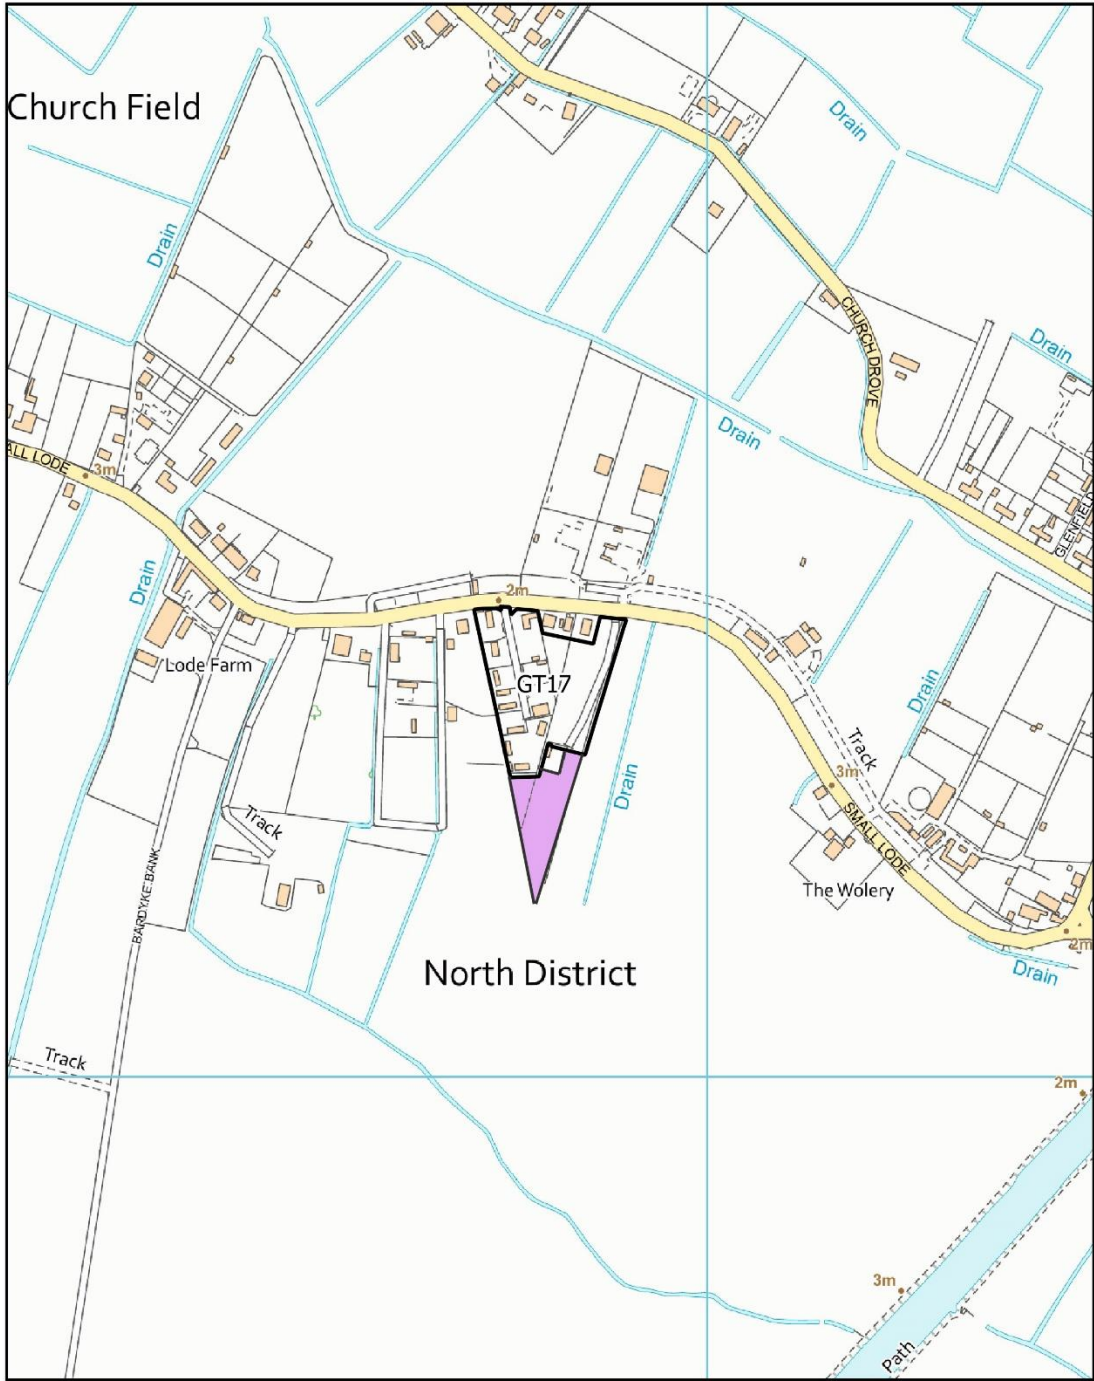 Church Field
Drain
Drain
CHURCH DROVE
Drain
Drain
ALL LODE
3m
GLENFIELD
Drain
2m
Lode Farm
GT17
Drain
Track
3m
Drain
Track
SMALL LODE
BARDYKE BANK
The Wolery
2m
North District
Drain
Track
2m
3m
Path